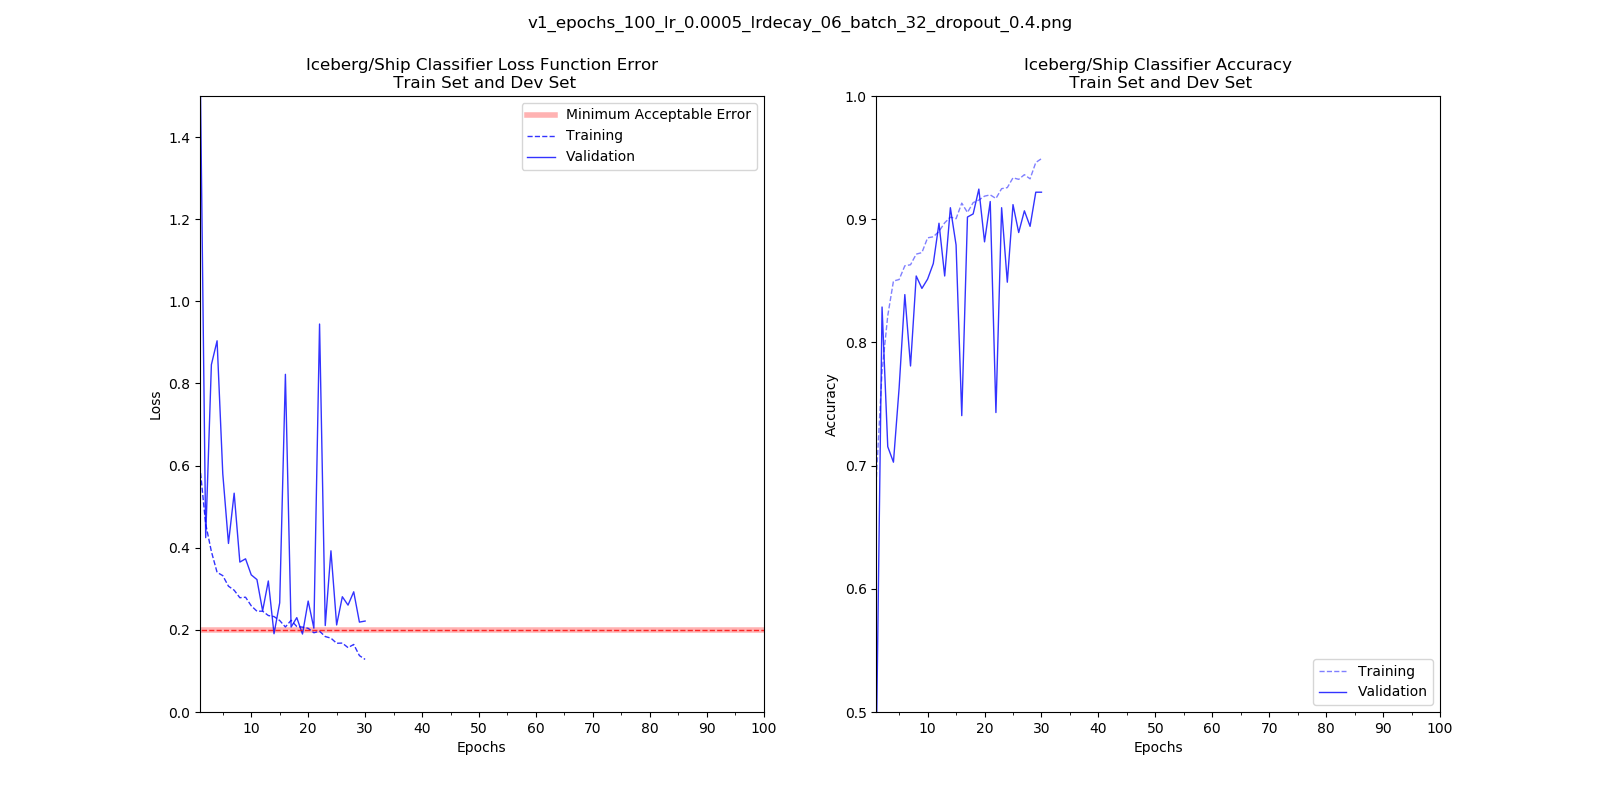 v1_epochs_100_lr_0.0005_lrdecay_06_batch_32_dropout_0.4.png
Iceberg/Ship Classifier Loss Function Error
Train Set and Dev Set
Minimum Acceptable Error
Training
Validation
1.4
1.2
1.0
0.8
0.6
0.4
0.2
0.0
Loss
10 20 30 40 50 60 70 80 90 100
Epochs
Iceberg/Ship Classifier Accuracy
Train Set and Dev Set
1.0
0.9
0.8
0.7
0.6
0.5
Accuracy
Training
Validation
10 20 30 40 50 60 70 80 90 100
Epochs